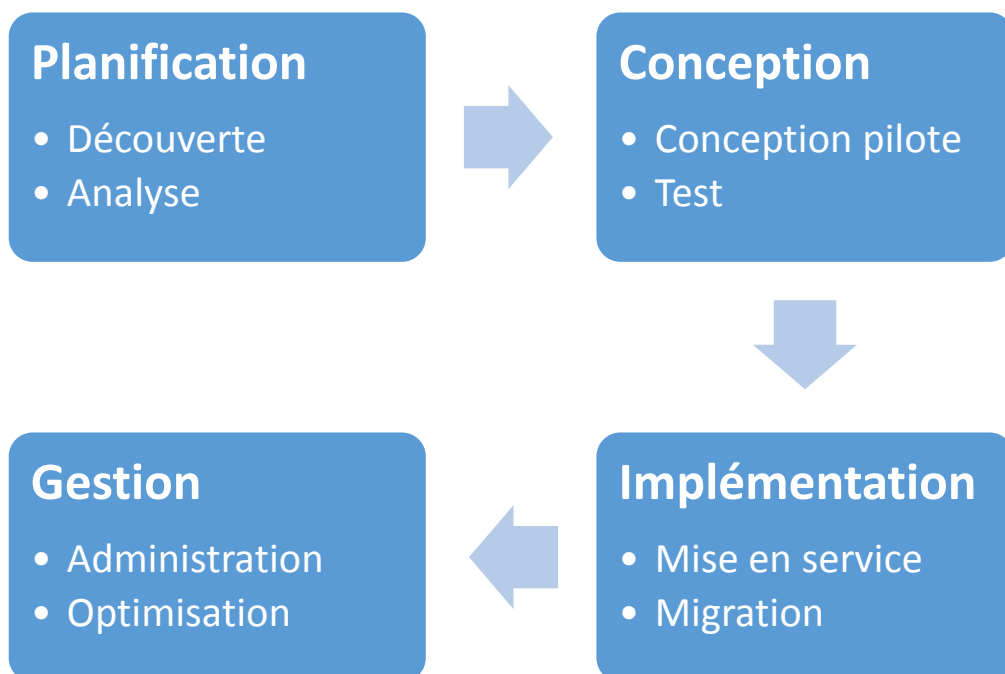 Planification
• Découverte
• Analyse
Conception
• Conception pilote
• Test
Implémentation
• Mise en service
• Migration
Gestion
• Administration
• Optimisation